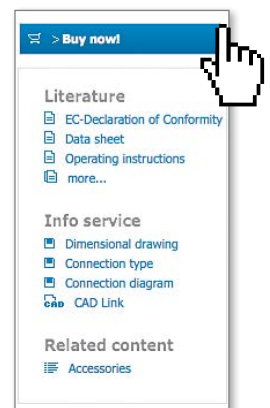 > Buy now!
Literature
EC-Declaration of Conformity
Data sheet
Operating instructions
more...
Info service
Dimensional drawing
Connection type
Connection diagram
CAD CAD Link
Related content
Accessories